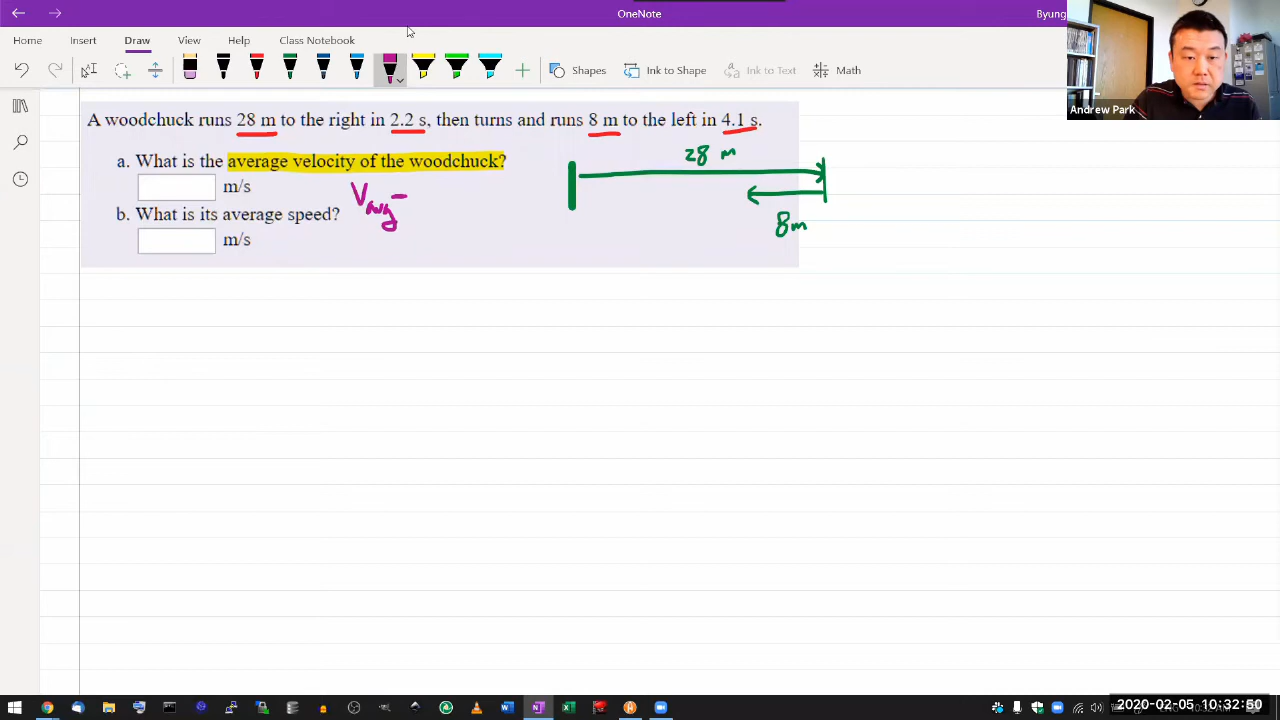 OneNote
Byung
Home Insert Draw View Help Class Notebook
Shapes Ink to Shape Ink to Text Math
Andrew Park
A woodchuck runs 28 m to the right in 2.2 s, then turns and runs 8 m to the left in 4.1 s.
28 m
a. What is the average velocity of the woodchuck?
m/s
Vavg
8m
b. What is its average speed?
m/s
2020-02-05 10:32:50